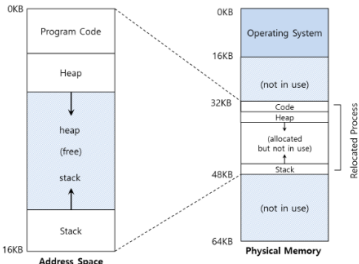 0KB
Program Code
Heap
heap
(free)
stack
Stack
16KB
Address Space
0KB
Operating System
16KB
(not in use)
32KB
Code
Heap
(allocated
but not in use)
Stack
48KB
(not in use)
64KB
Physical Memory
Relocated Process